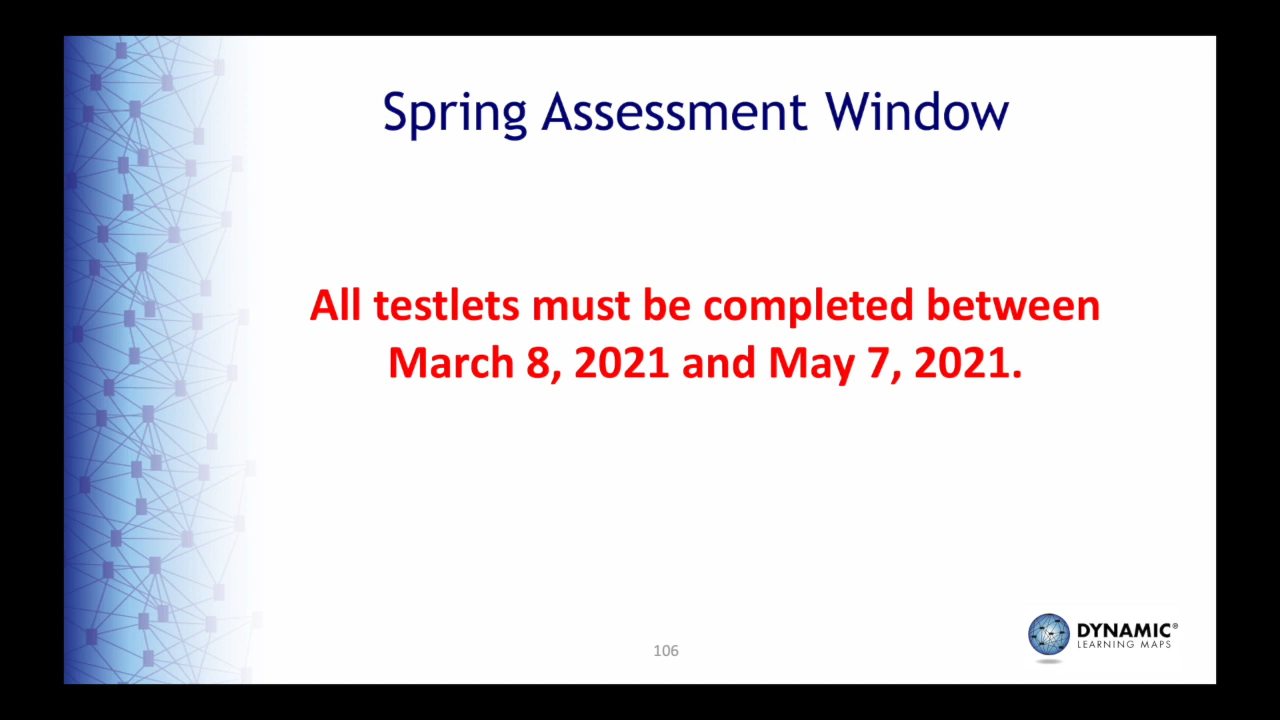 Spring Assessment Window
All testlets must be completed between
March 8, 2021 and May 7, 2021.
106
DYNAMIC®
LEARNING MAPS